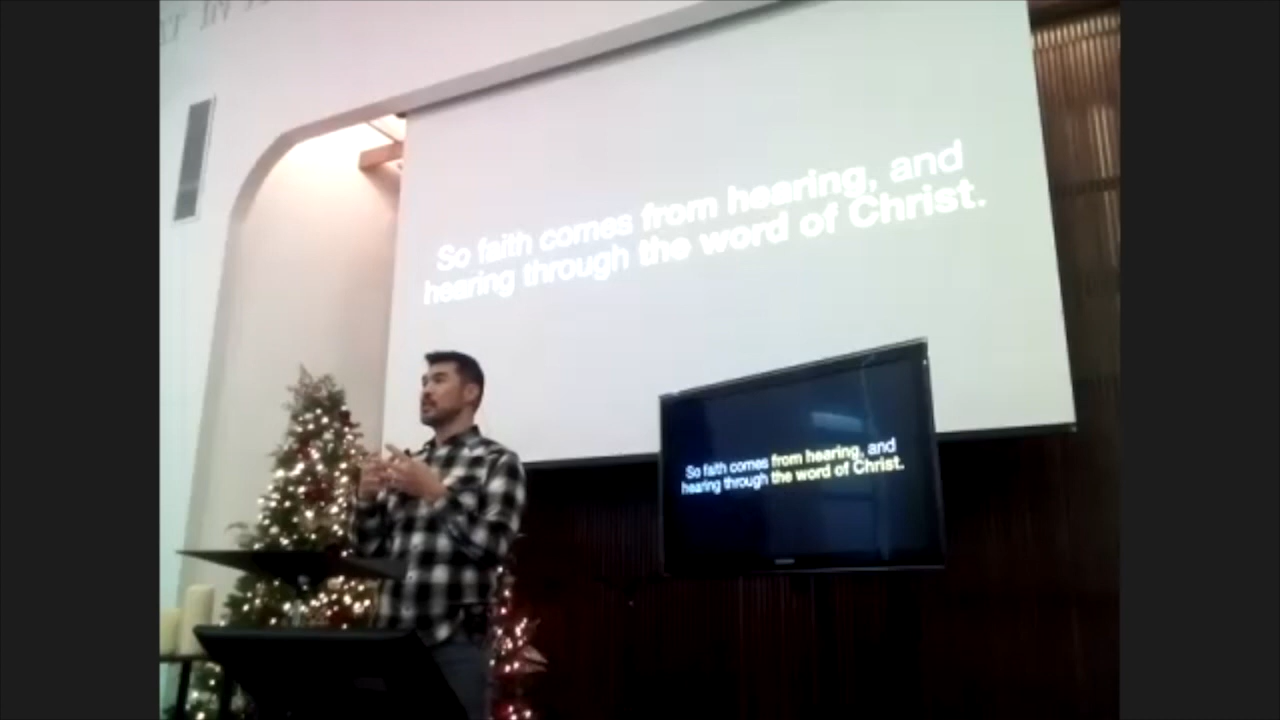 So faith comes from hearing, and
hearing through the word of Christ.
So faith comes from hearing, and
hearing through the word of Christ.